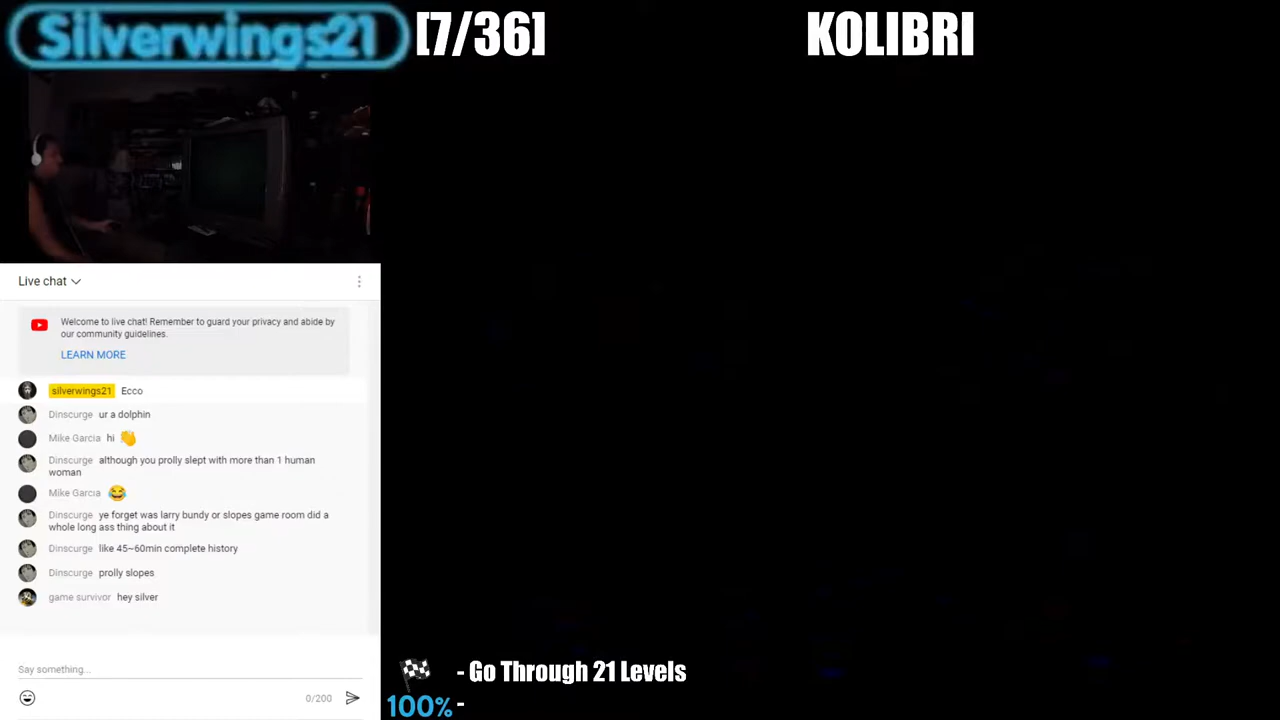 Silverwings21 [7/36] KOLIBRI
Live chat
Welcome to live chat! Remember to guard your privacy and abide by
our community guidelines.
LEARN MORE
silverwings21 Ecco
Dinscurge ur a dolphin
Mike Garcia hi 👋
Dinscurge although you prolly slept with more than 1 human
woman
Mike Garcia 😂
Dinscurge ye forget was larry bundy or slopes game room did a
whole long ass thing about it
Dinscurge like 45~60min complete history
Dinscurge prolly slopes
game survivor hey silver
Say something...
0/200
- Go Through 21 Levels
100% -